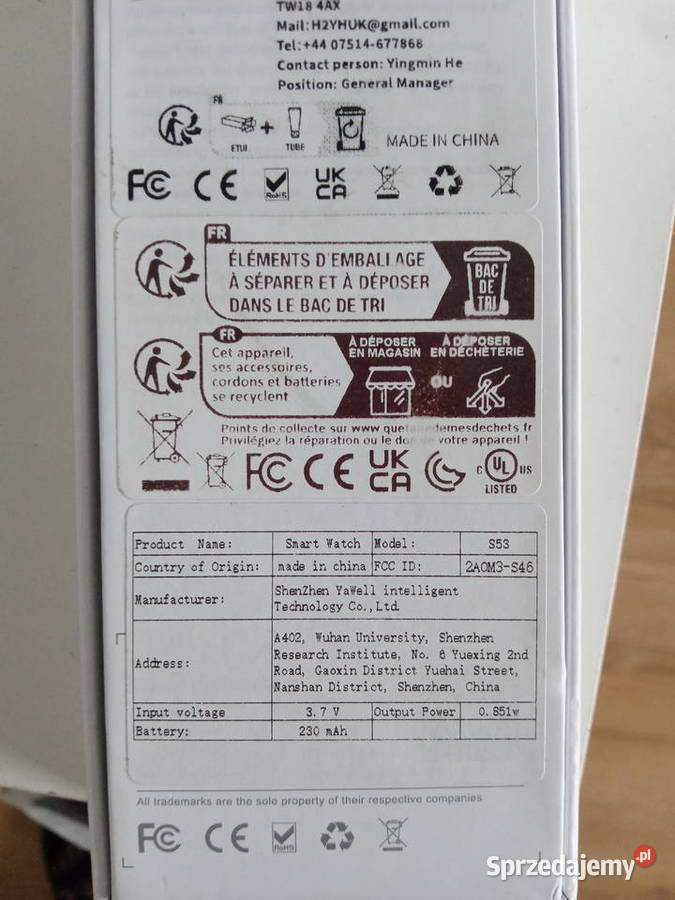 TW18 4AX
Mail:H2YHUK@gmail.com
Tel:+44 07514-677868
Contact person: Yingmin He
Position: General Manager
FR
ETUI + TUBE
MADE IN CHINA
FC CE RoHS UK CA
FR
ÉLÉMENTS D'EMBALLAGE
À SÉPARER ET À DÉPOSER
DANS LE BAC DE TRI
BAC
DE
TRI
FR
Cet appareil,
ses accessoires,
cordons et batteries
se recyclent
À DÉPOSER
EN MAGASIN
OU
À DÉPOSER
EN DÉCHÈTERIE
Points de collecte sur www
Privilégiez la réparation ou le votre appareil !
FC CE UK CA C UL US
LISTED
Product Name: Smart Watch Model: S53
Country of Origin: made in china FCC ID: 2AOM3-S46
Manufacturer: ShenZhen YaWell intelligent
Technology Co.,Ltd
Address: A402, Wuhan University, Shenzhen
Research Institute, No. 6 Yuexing 2nd
Road, Gaoxin District Yuehai Street,
Nanshan District, Shenzhen, China
Input voltage 3.7 V Output Power 0.851w
Battery: 230 mAh
All trademarks are the sole property of their respective companies
FC CE RoHS
Sprzedajemy.pl